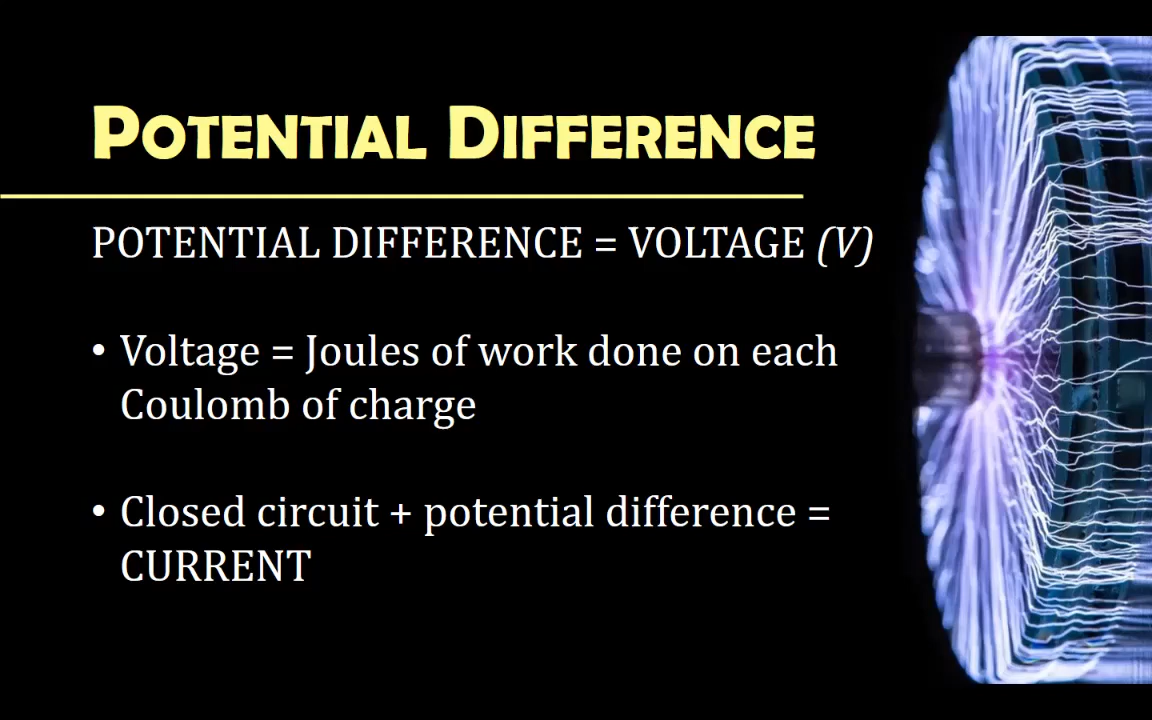 POTENTIAL DIFFERENCE
POTENTIAL DIFFERENCE = VOLTAGE (V)
• Voltage = Joules of work done on each
Coulomb of charge
• Closed circuit + potential difference =
CURRENT